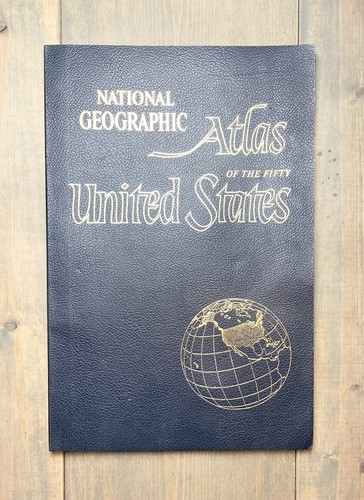 NATIONAL
GEOGRAPHIC Atlas
OF THE FIFTY
United States